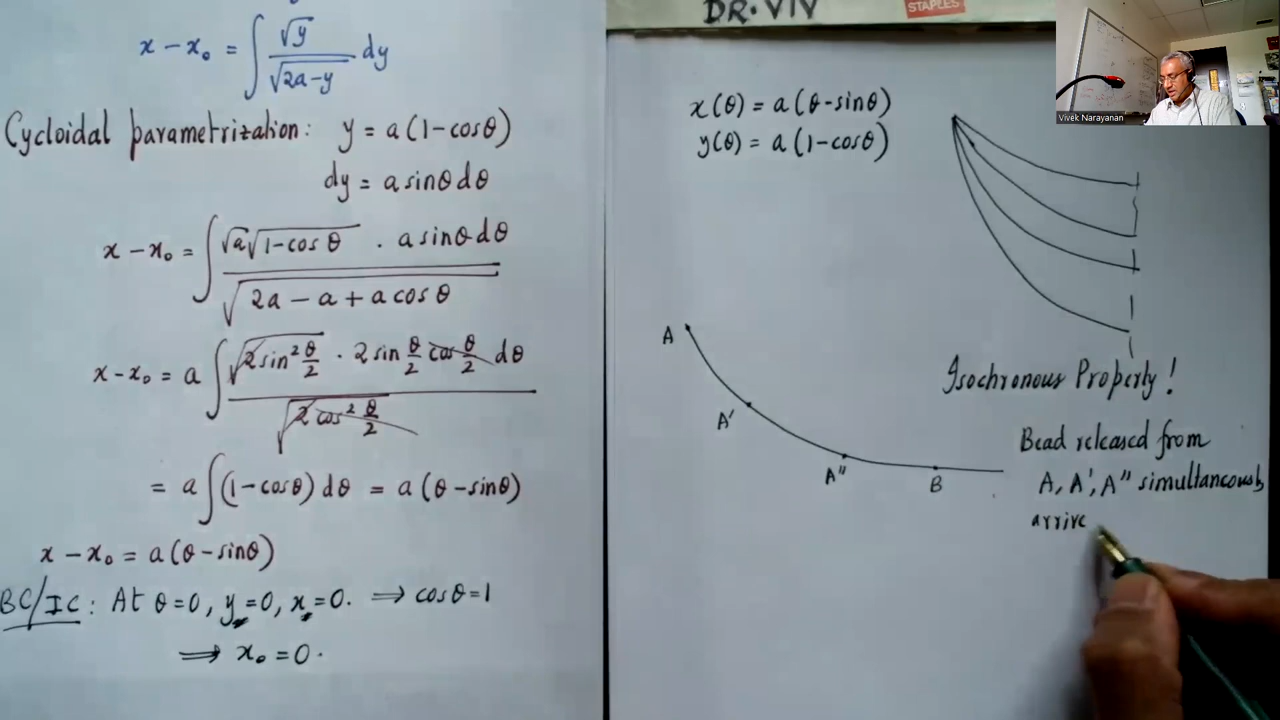 x - x₀ = ∫ √y / √(2a-y) dy
Cycloidal parametrization: y = a(1-cosθ)
dy = a sinθ dθ
x - x₀ = ∫ √a √(1-cosθ) · a sinθ dθ / √(2a - a + a cosθ)
x - x₀ = a ∫ √(2 sin² θ/2) · 2 sin θ/2 cos θ/2 dθ / √(2 cos² θ/2)
= a ∫ (1-cosθ) dθ = a(θ-sinθ)
x - x₀ = a(θ-sinθ)
BC/IC: At θ=0, y=0, x=0. ⟹ cosθ=1
⟹ x₀=0.
DR. VIV
STAPLES
x(θ) = a(θ-sinθ)
y(θ) = a(1-cosθ)
A
A'
A''
B
Isochronous Property!
Bead released from
A, A', A'' simultaneously
arrive
Vivek Narayanan